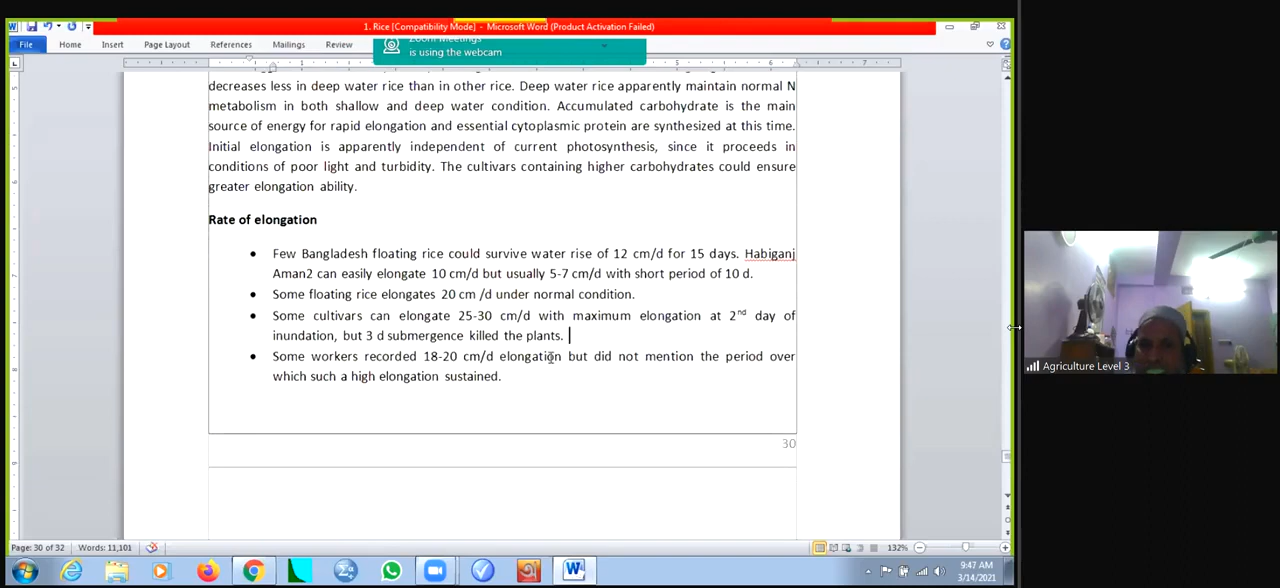 1. Rice [Compatibility Mode] - Microsoft Word (Product Activation Failed)
File Home Insert Page Layout References Mailings Review
Zoom Meetings
is using the webcam
1 5 6 7
decreases less in deep water rice than in other rice. Deep water rice apparently maintain normal N
metabolism in both shallow and deep water condition. Accumulated carbohydrate is the main
source of energy for rapid elongation and essential cytoplasmic protein are synthesized at this time.
Initial elongation is apparently independent of current photosynthesis, since it proceeds in
conditions of poor light and turbidity. The cultivars containing higher carbohydrates could ensure
greater elongation ability.
Rate of elongation
• Few Bangladesh floating rice could survive water rise of 12 cm/d for 15 days. Habiganj
Aman2 can easily elongate 10 cm/d but usually 5-7 cm/d with short period of 10 d.
• Some floating rice elongates 20 cm /d under normal condition.
• Some cultivars can elongate 25-30 cm/d with maximum elongation at 2nd day of
inundation, but 3 d submergence killed the plants.
• Some workers recorded 18-20 cm/d elongation but did not mention the period over
which such a high elongation sustained.
30
Agriculture Level 3
Page: 30 of 32 Words: 11,101
132%
9:47 AM
3/14/2021